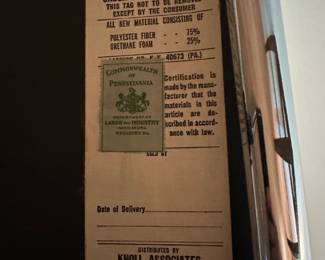 THIS TAG NOT TO BE REMOVED
EXCEPT BY THE CONSUMER
ALL NEW MATERIAL CONSISTING OF
POLYESTER FIBER - - 75%
URETHANE FOAM - - 25%
40673 (PA.)
COMMONWEALTH
OF
PENNSYLVANIA
DEPARTMENT OF
LABOR AND INDUSTRY
Certification is
made by the manu-
facturer that the
materials in this
article are de-
scribed in accord-
ance with law.
SOLD BY
Date of Delivery
DISTRIBUTED BY
KNOLL ASSOCIATES